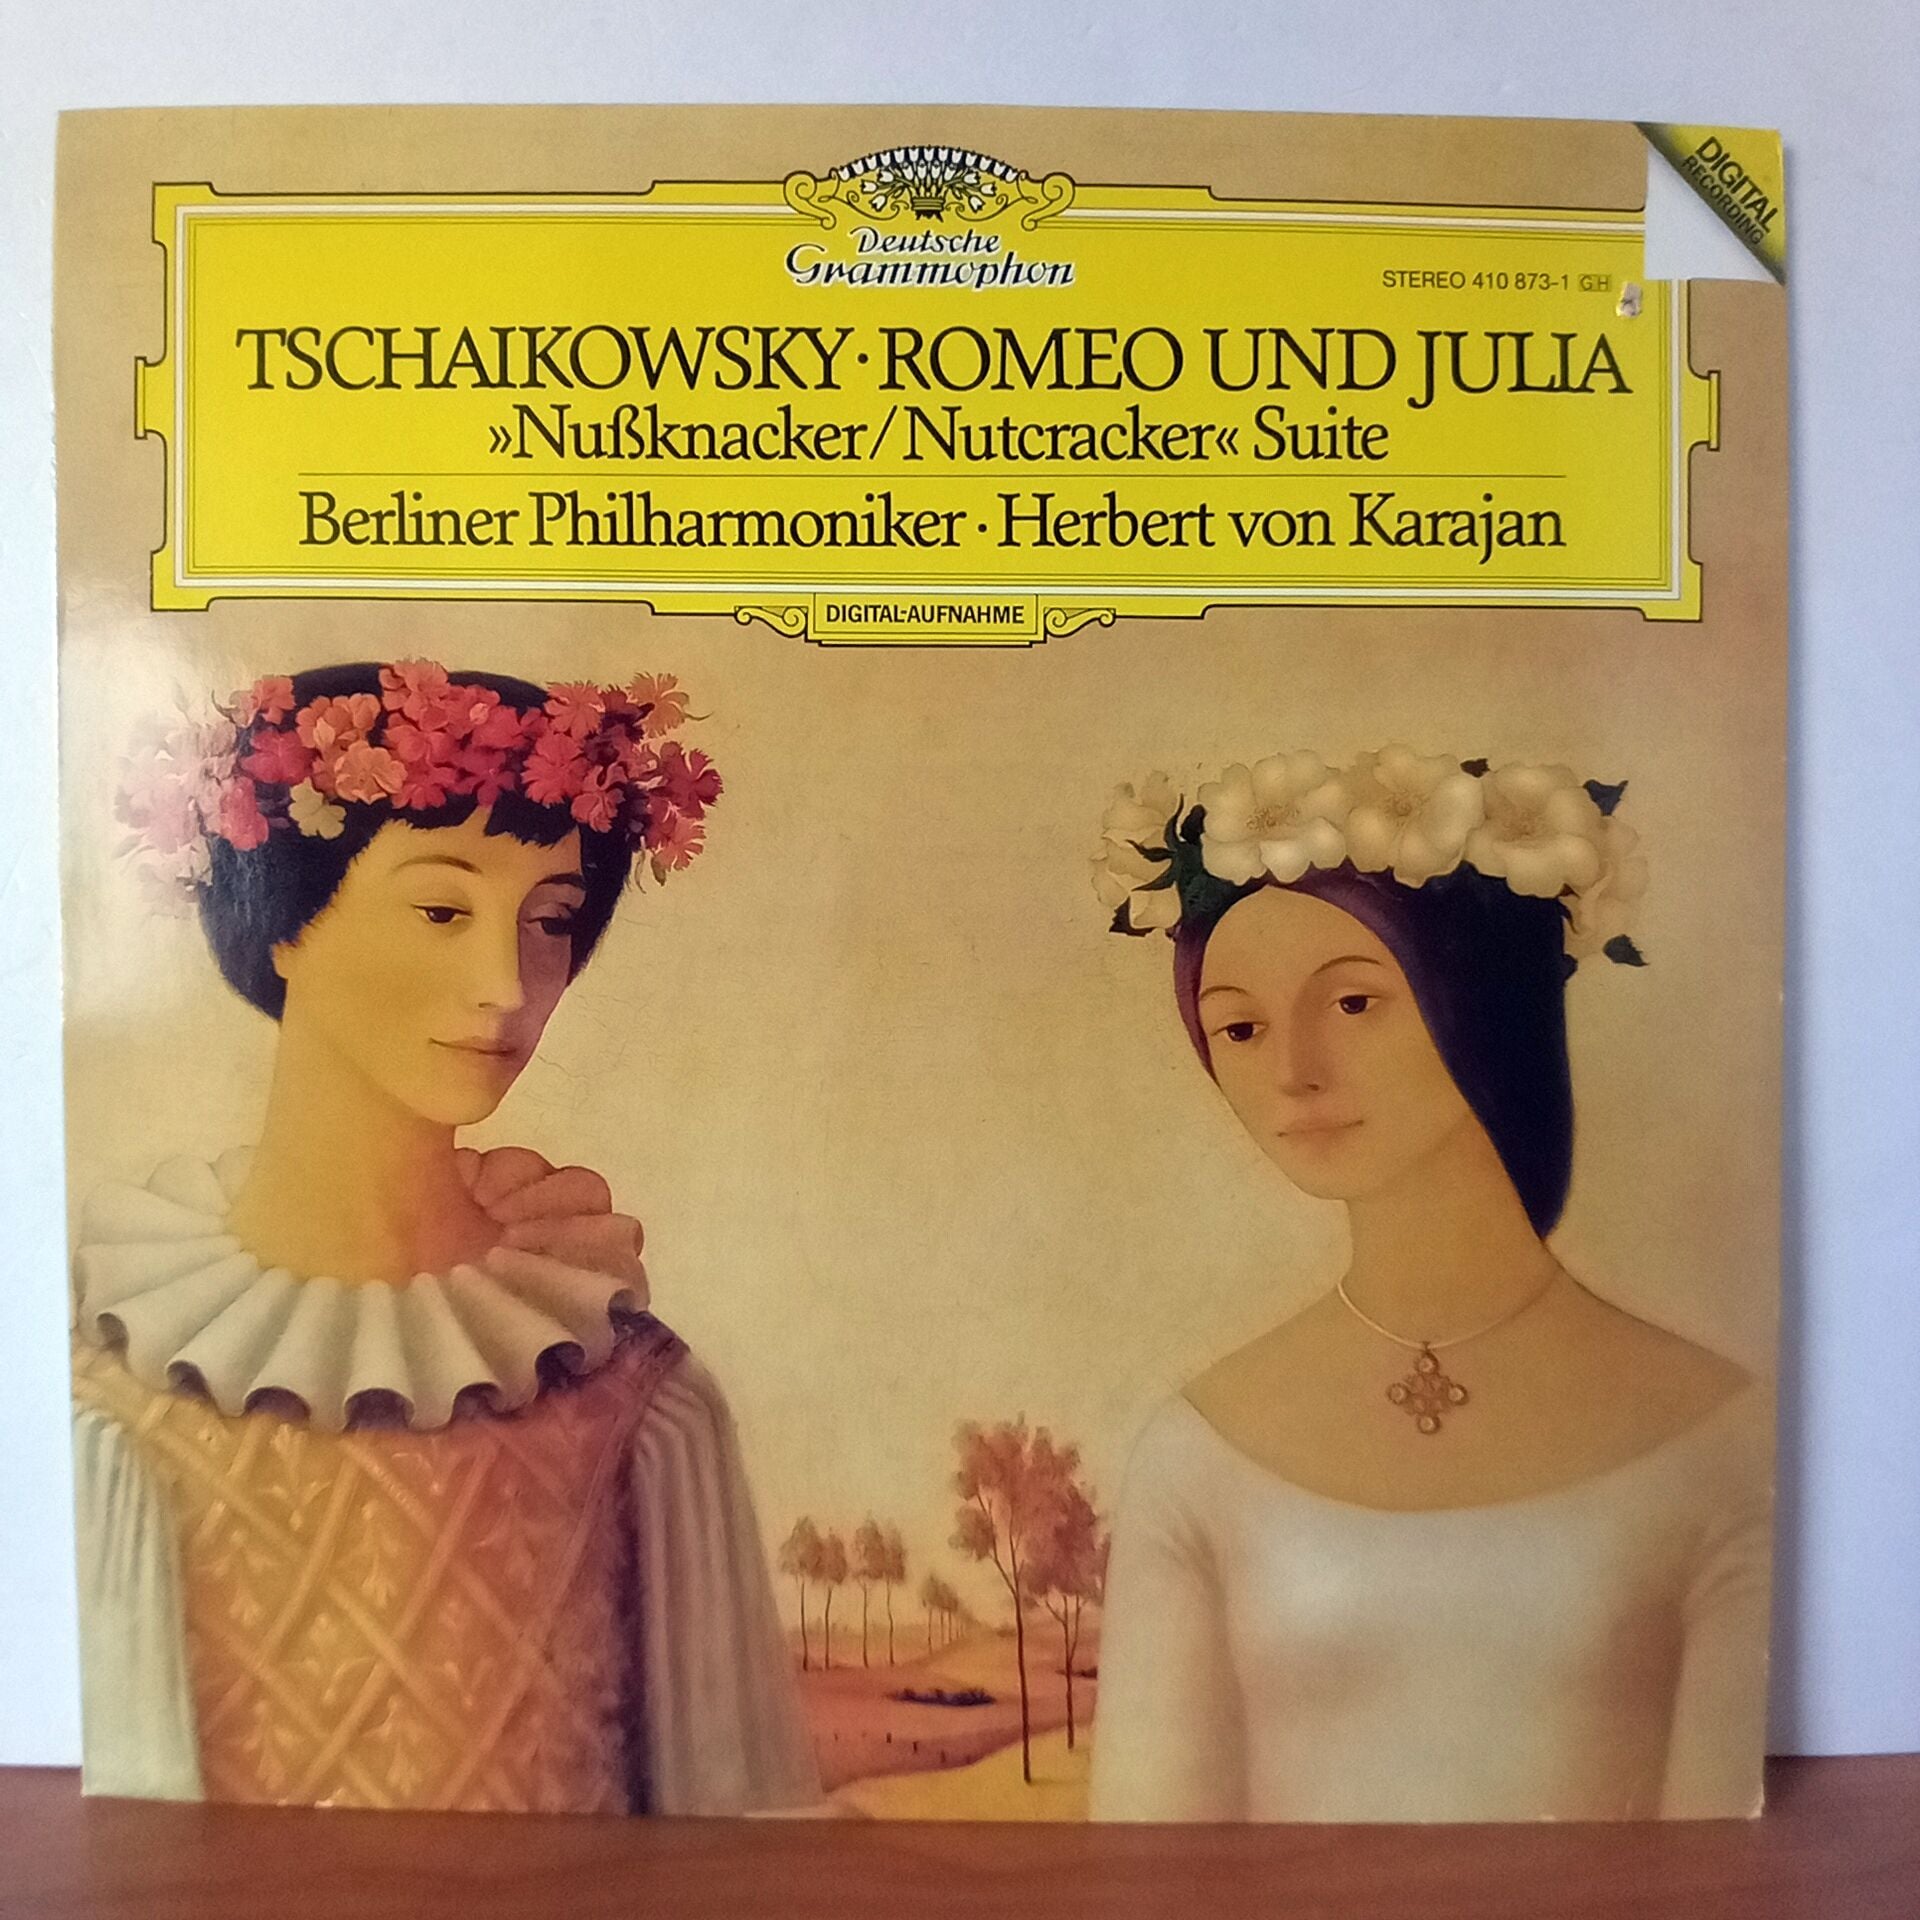 DIGITAL
RECORDING
Deutsche
Grammophon
STEREO 410 873-1 GH
TSCHAIKOWSKY · ROMEO UND JULIA
»Nußknacker/Nutcracker« Suite
Berliner Philharmoniker · Herbert von Karajan
DIGITAL-AUFNAHME